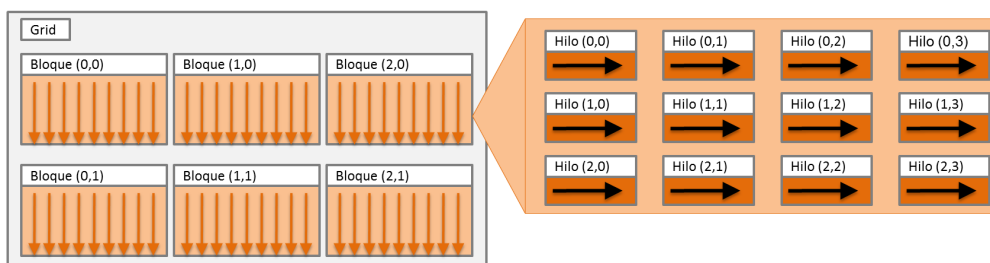 Grid
Bloque (0,0) Bloque (1,0) Bloque (2,0)
Bloque (0,1) Bloque (1,1) Bloque (2,1)
Hilo (0,0) Hilo (0,1) Hilo (0,2) Hilo (0,3)
Hilo (1,0) Hilo (1,1) Hilo (1,2) Hilo (1,3)
Hilo (2,0) Hilo (2,1) Hilo (2,2) Hilo (2,3)